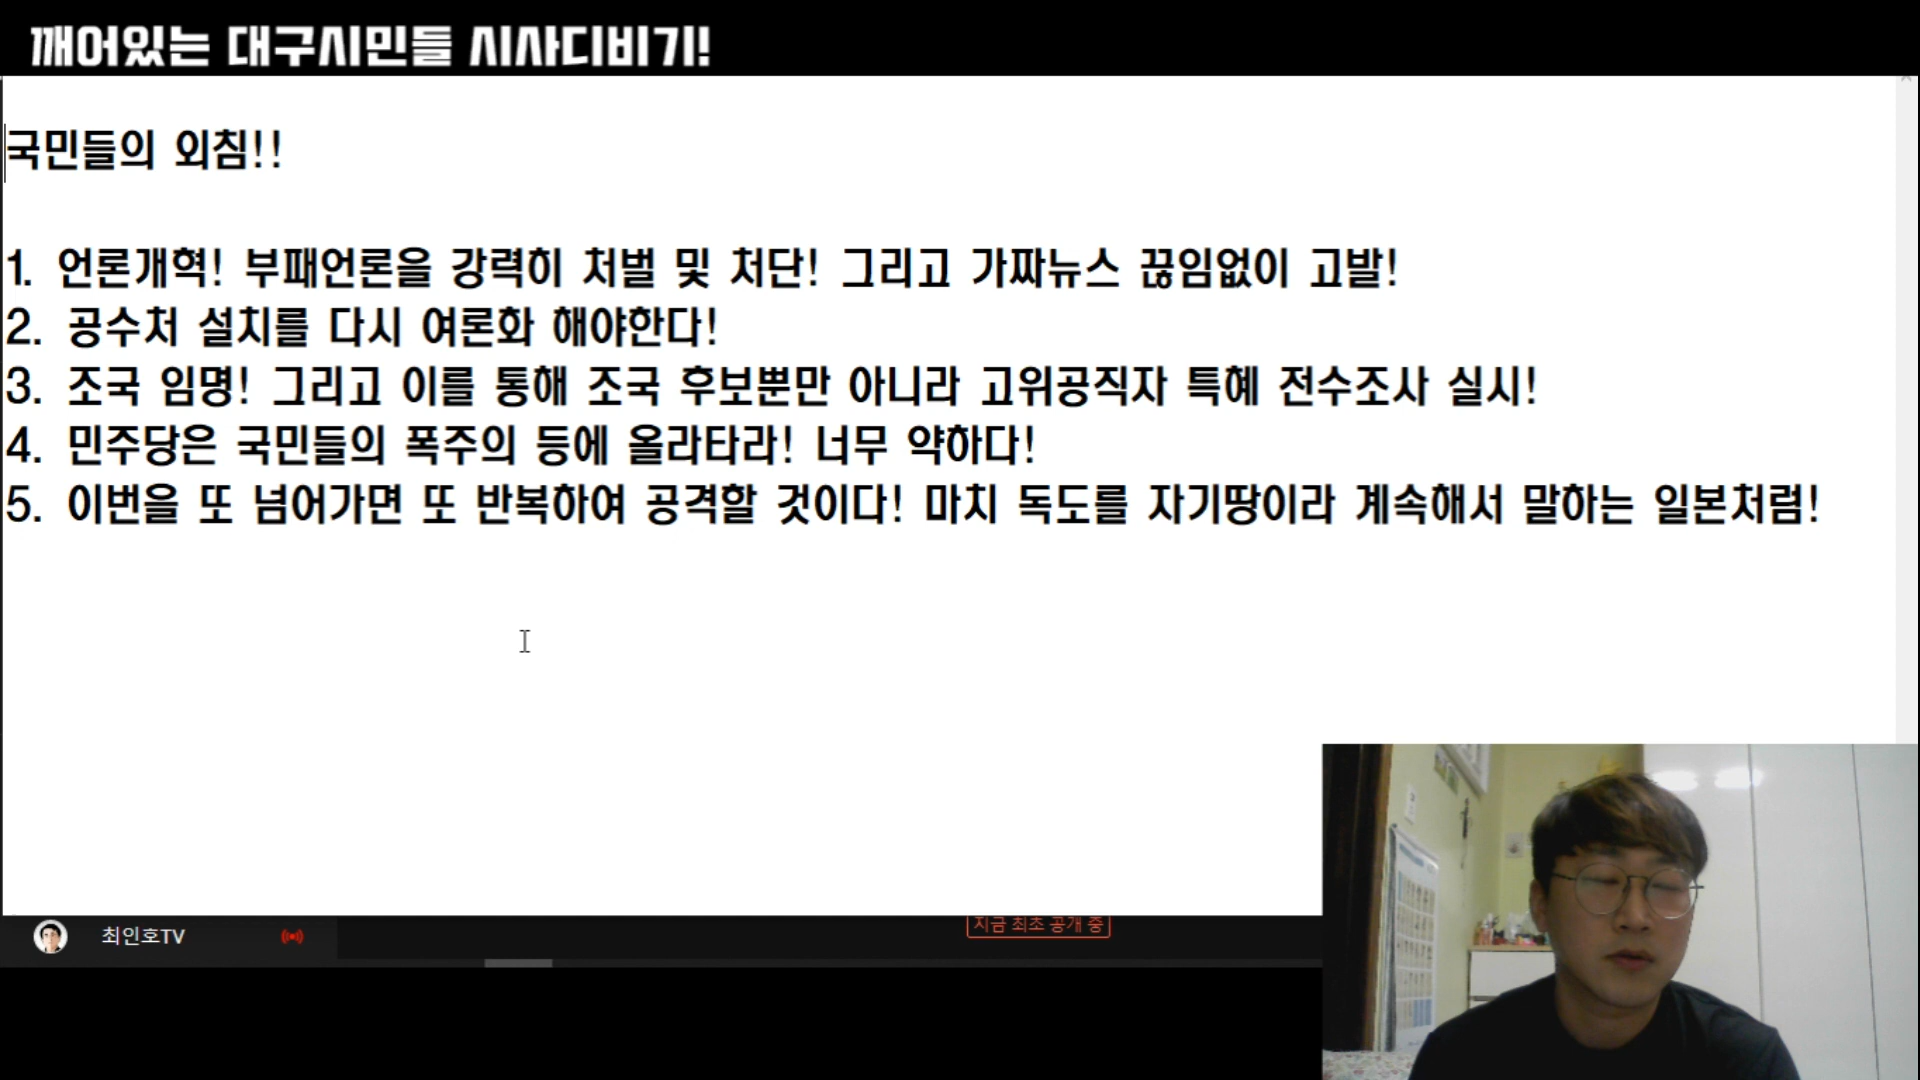 깨어있는 대구시민들 시사디비기!
국민들의 외침!!
1. 언론개혁! 부패언론을 강력히 처벌 및 처단! 그리고 가짜뉴스 끊임없이 고발!
2. 공수처 설치를 다시 여론화 해야한다!
3. 조국 임명! 그리고 이를 통해 조국 후보뿐만 아니라 고위공직자 특혜 전수조사 실시!
4. 민주당은 국민들의 폭주의 등에 올라타라! 너무 약하다!
5. 이번을 또 넘어가면 또 반복하여 공격할 것이다! 마치 독도를 자기땅이라 계속해서 말하는 일본처럼!
최인호TV
지금 최초 공개 중